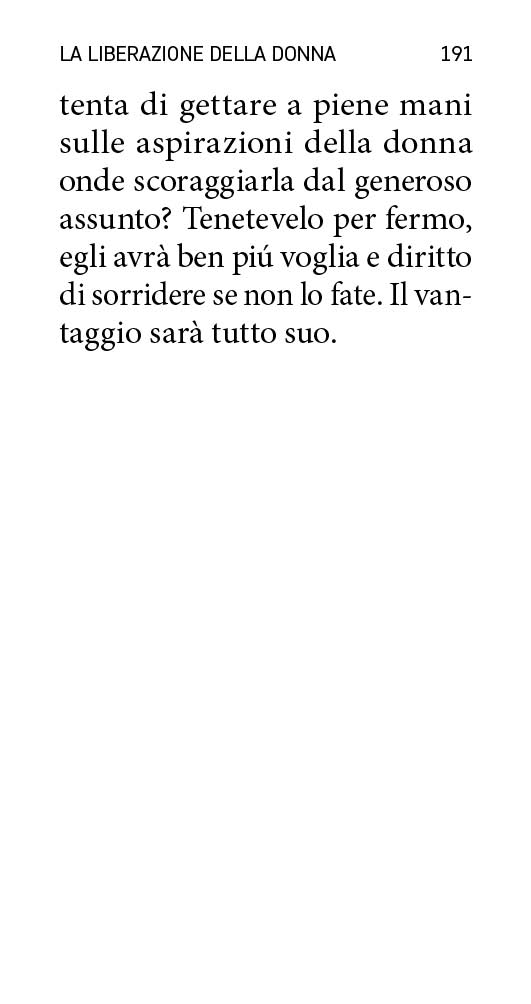 LA LIBERAZIONE DELLA DONNA 191
tenta di gettare a piene mani
sulle aspirazioni della donna
onde scoraggiarla dal generoso
assunto? Tenetevelo per fermo,
egli avrà ben piú voglia e diritto
di sorridere se non lo fate. Il van-
taggio sarà tutto suo.